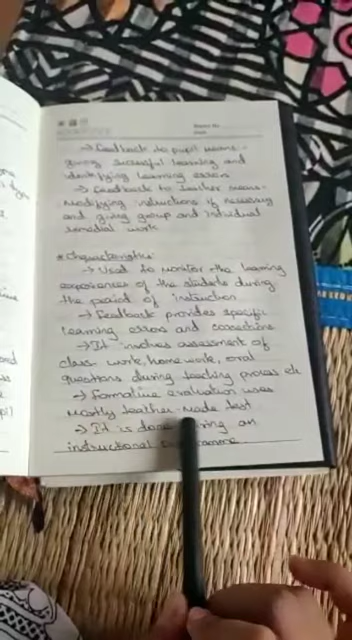 → Feedback to pupil means-
giving successful learning and
identifying learning errors
→ Feedback to teacher means-
Modifying instructions if necessary
and giving group and individual
remedial work
* Characteristics:
→ Used to monitor the learning
experiences of the students during
the period of instruction
→ Feedback provides specific
learning errors and corrections
→ It involves assessment of
class work, home work, oral
questions during teaching process etc
→ Formative evaluation uses
mostly teacher-Made test
→ It is done during an
instructional programme